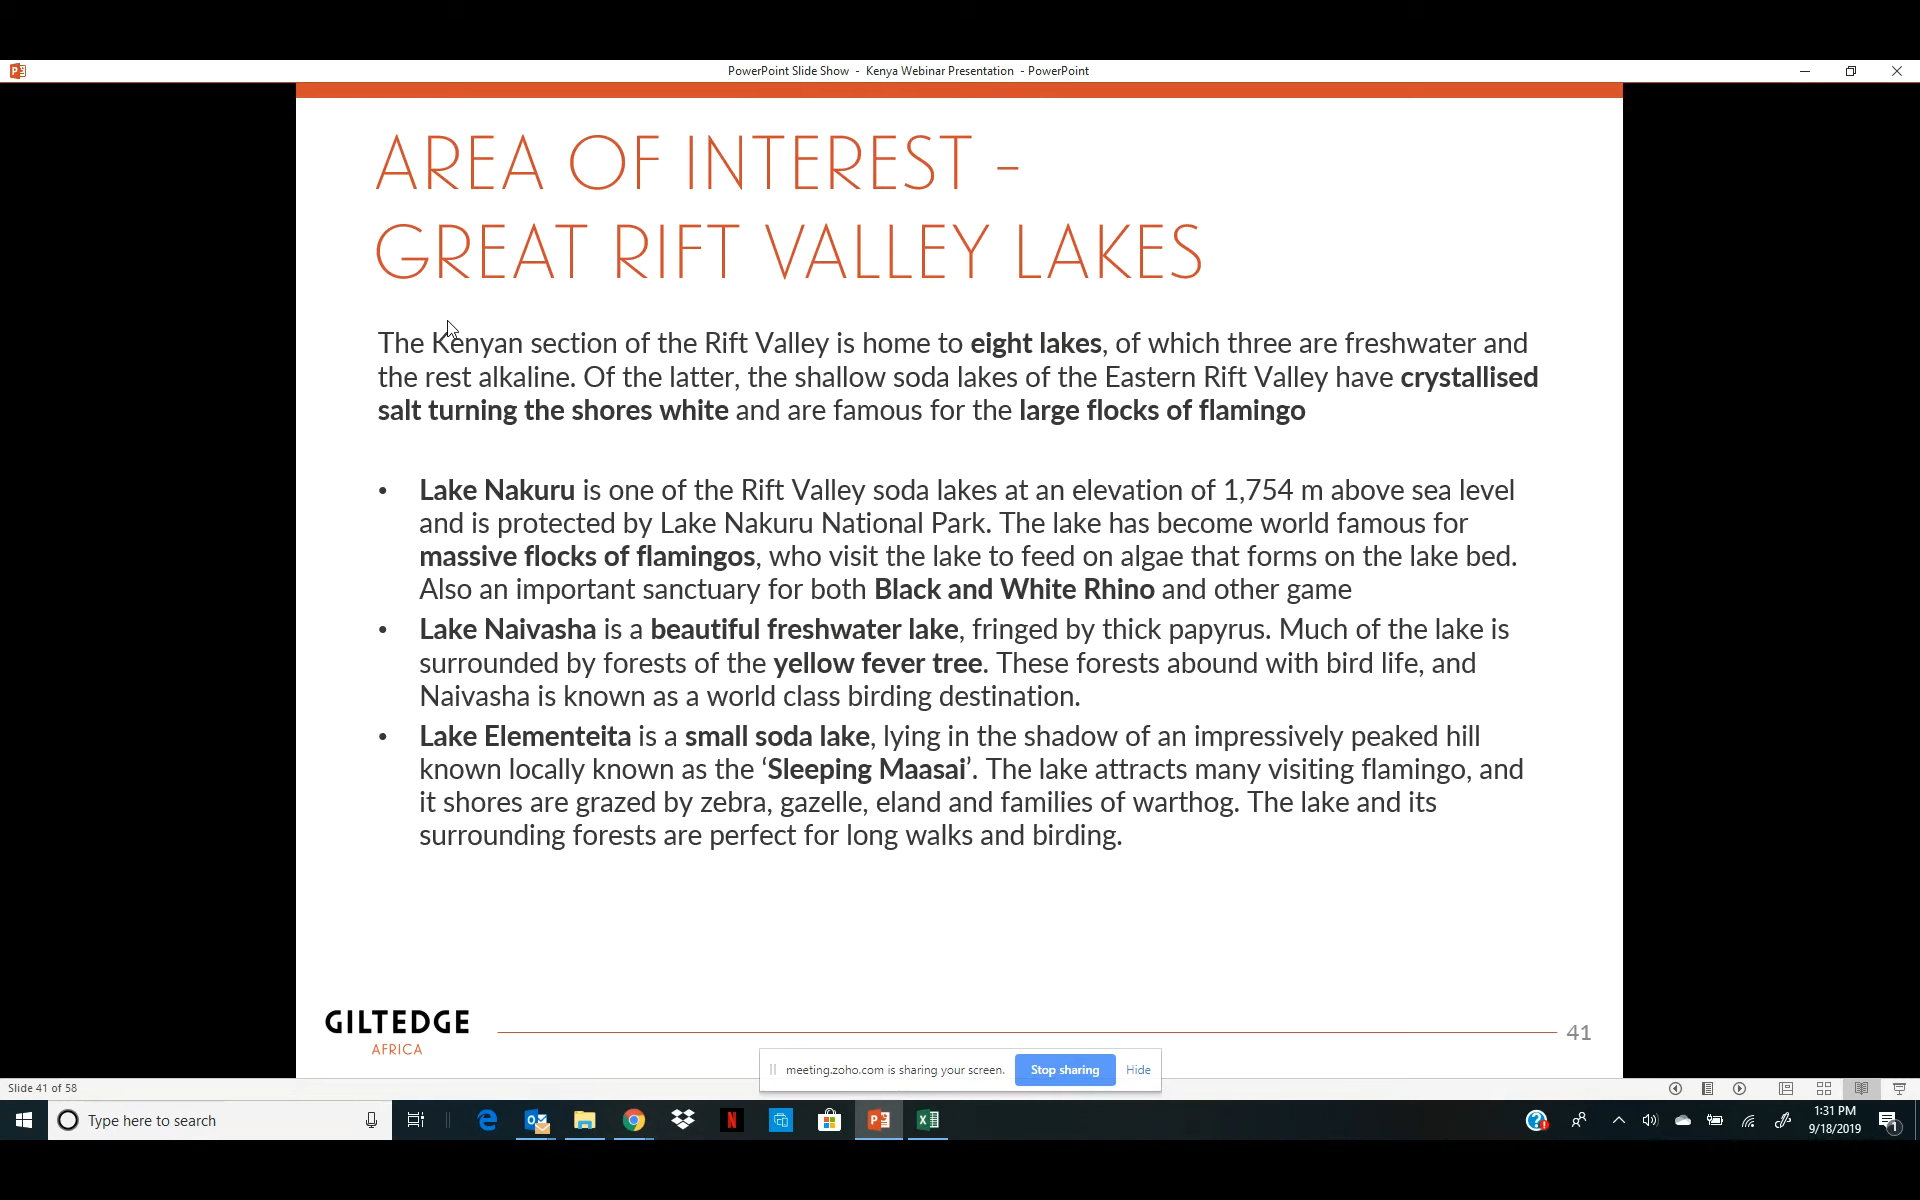 PowerPoint Slide Show - Kenya Webinar Presentation - PowerPoint
AREA OF INTEREST -
GREAT RIFT VALLEY LAKES
The Kenyan section of the Rift Valley is home to eight lakes, of which three are freshwater and
the rest alkaline. Of the latter, the shallow soda lakes of the Eastern Rift Valley have crystallised
salt turning the shores white and are famous for the large flocks of flamingo
• Lake Nakuru is one of the Rift Valley soda lakes at an elevation of 1,754 m above sea level
and is protected by Lake Nakuru National Park. The lake has become world famous for
massive flocks of flamingos, who visit the lake to feed on algae that forms on the lake bed.
Also an important sanctuary for both Black and White Rhino and other game
• Lake Naivasha is a beautiful freshwater lake, fringed by thick papyrus. Much of the lake is
surrounded by forests of the yellow fever tree. These forests abound with bird life, and
Naivasha is known as a world class birding destination.
• Lake Elementeita is a small soda lake, lying in the shadow of an impressively peaked hill
known locally known as the ‘Sleeping Maasai’. The lake attracts many visiting flamingo, and
it shores are grazed by zebra, gazelle, eland and families of warthog. The lake and its
surrounding forests are perfect for long walks and birding.
GILTEDGE
AFRICA
41
meeting.zoho.com is sharing your screen.
Stop sharing
Hide
Slide 41 of 58
Type here to search
1:31 PM
9/18/2019
1